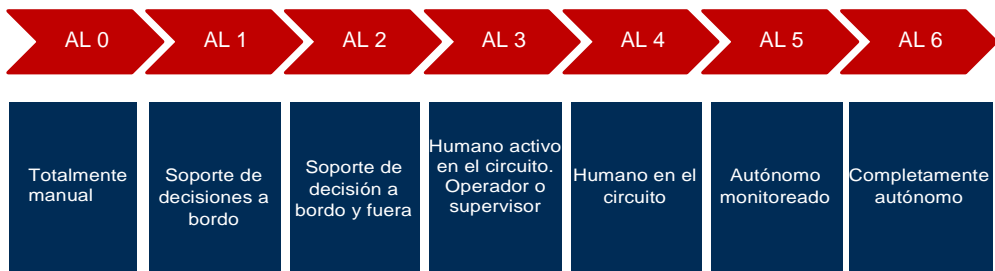 AL 0
AL 1
AL 2
AL 3
AL 4
AL 5
AL 6
Totalmente
manual
Soporte de
decisiones a
bordo
Soporte de
decisión a
bordo y fuera
Humano activo
en el circuito.
Operador o
supervisor
Humano en el
circuito
Autónomo
monitoreado
Completamente
autónomo